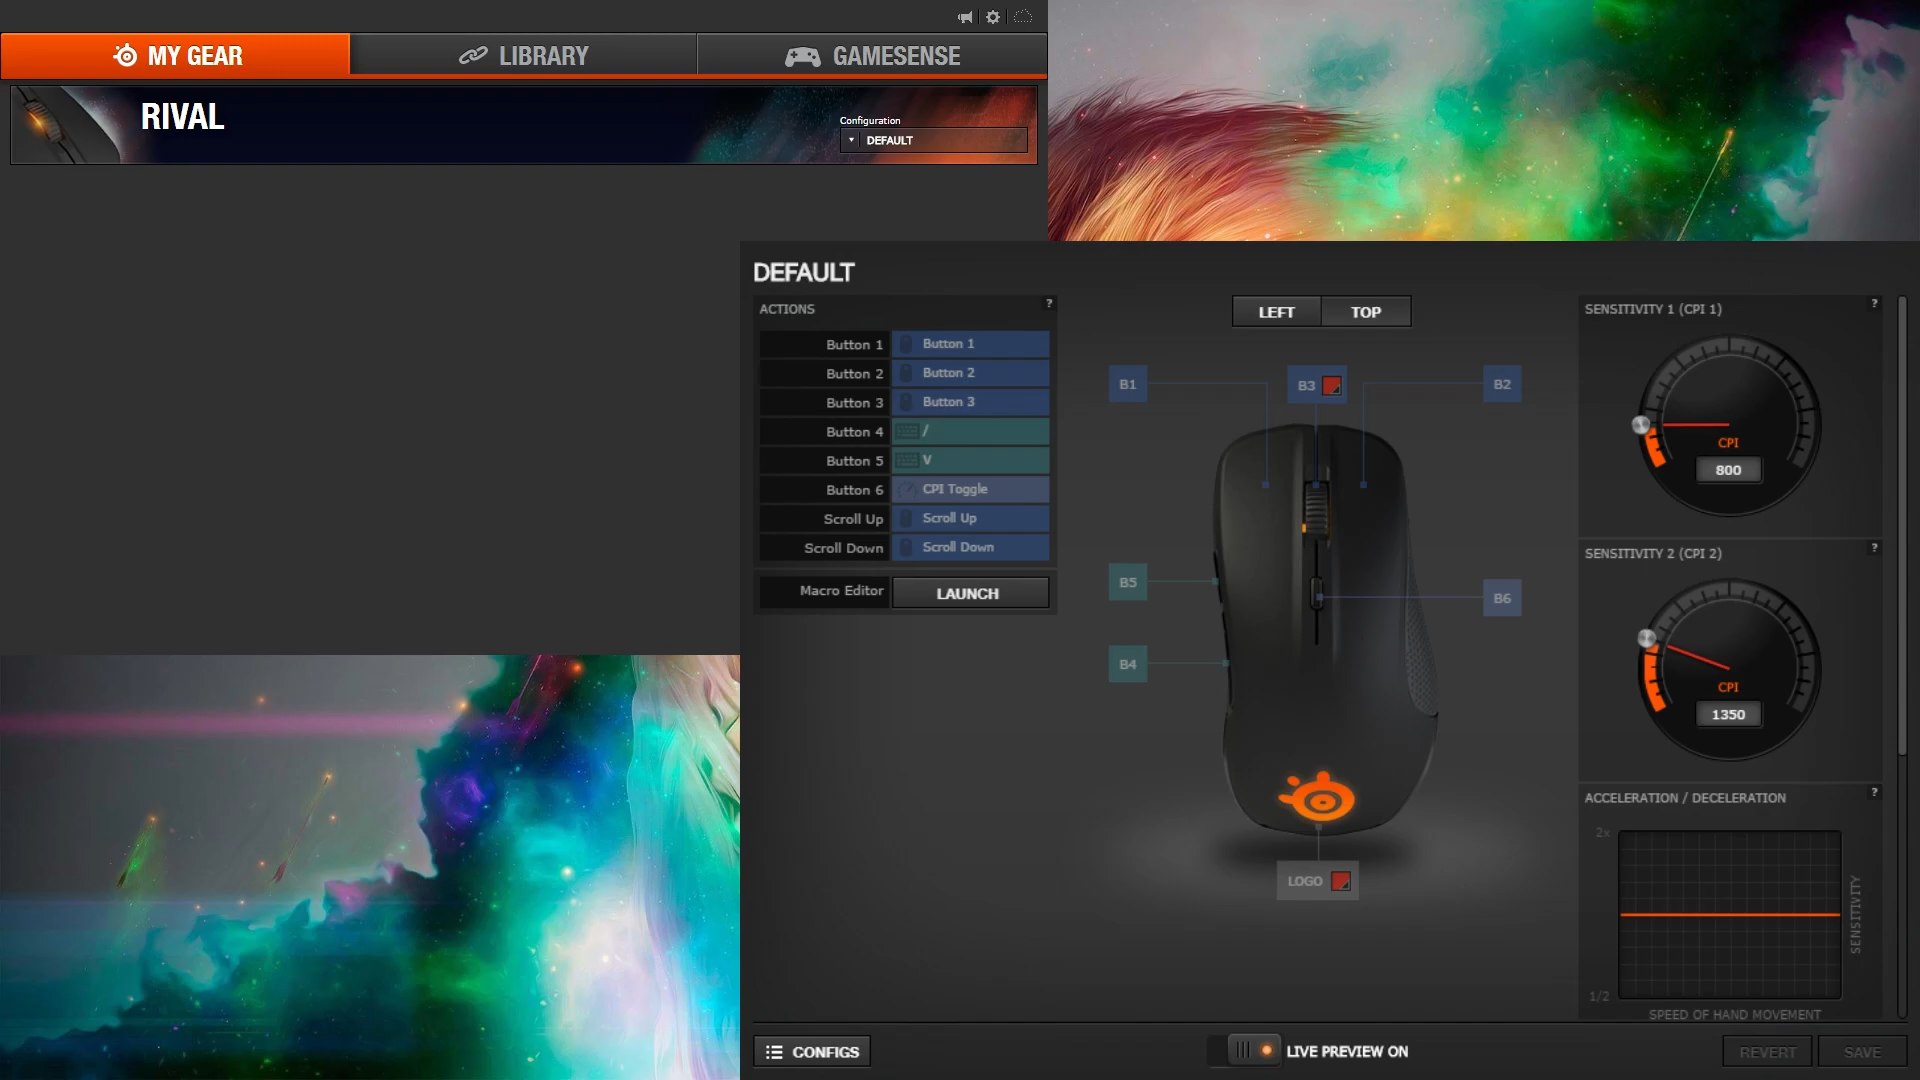 MY GEAR
LIBRARY
GAMESENSE
RIVAL
Configuration
DEFAULT
DEFAULT
ACTIONS
?
Button 1 Button 1
Button 2 Button 2
Button 3 Button 3
Button 4 /
Button 5 V
Button 6 CPI Toggle
Scroll Up Scroll Up
Scroll Down Scroll Down
Macro Editor LAUNCH
LEFT TOP
B1
B3
B2
B5
B6
B4
LOGO
SENSITIVITY 1 (CPI 1)
?
CPI
800
SENSITIVITY 2 (CPI 2)
?
CPI
1350
ACCELERATION / DECELERATION
?
2x
SENSITIVITY
1/2
SPEED OF HAND MOVEMENT
CONFIGS
LIVE PREVIEW ON
REVERT
SAVE